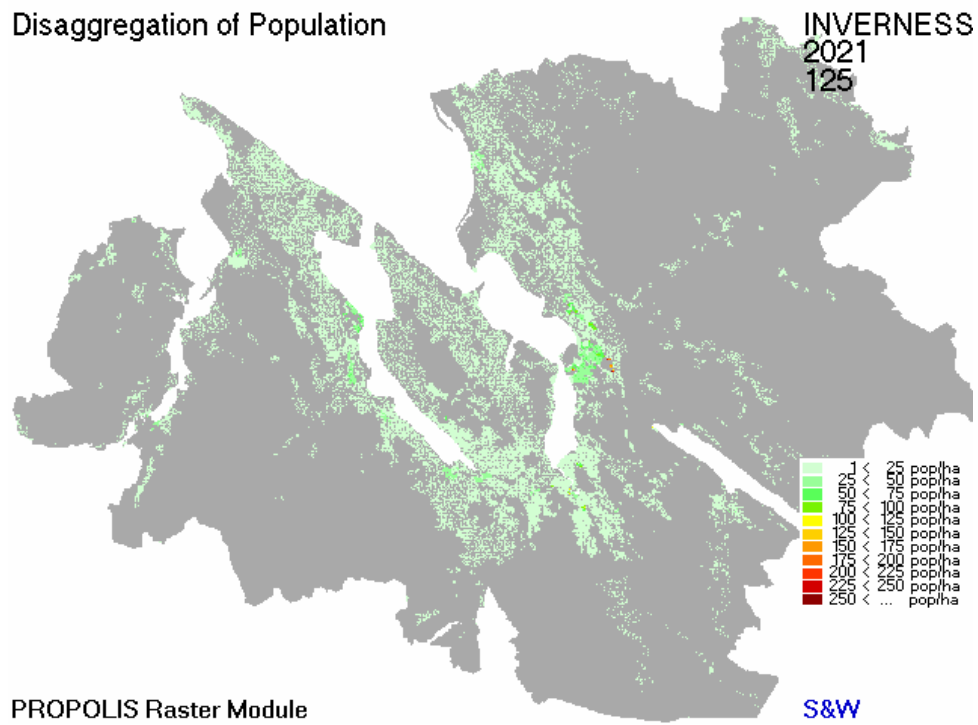 Disaggregation of Population
INVERNESS
2021
125
1 < 25 pop/ha
25 < 50 pop/ha
50 < 75 pop/ha
75 < 100 pop/ha
100 < 125 pop/ha
125 < 150 pop/ha
150 < 175 pop/ha
175 < 200 pop/ha
200 < 225 pop/ha
225 < 250 pop/ha
250 < ... pop/ha
PROPOLIS Raster Module
S&W